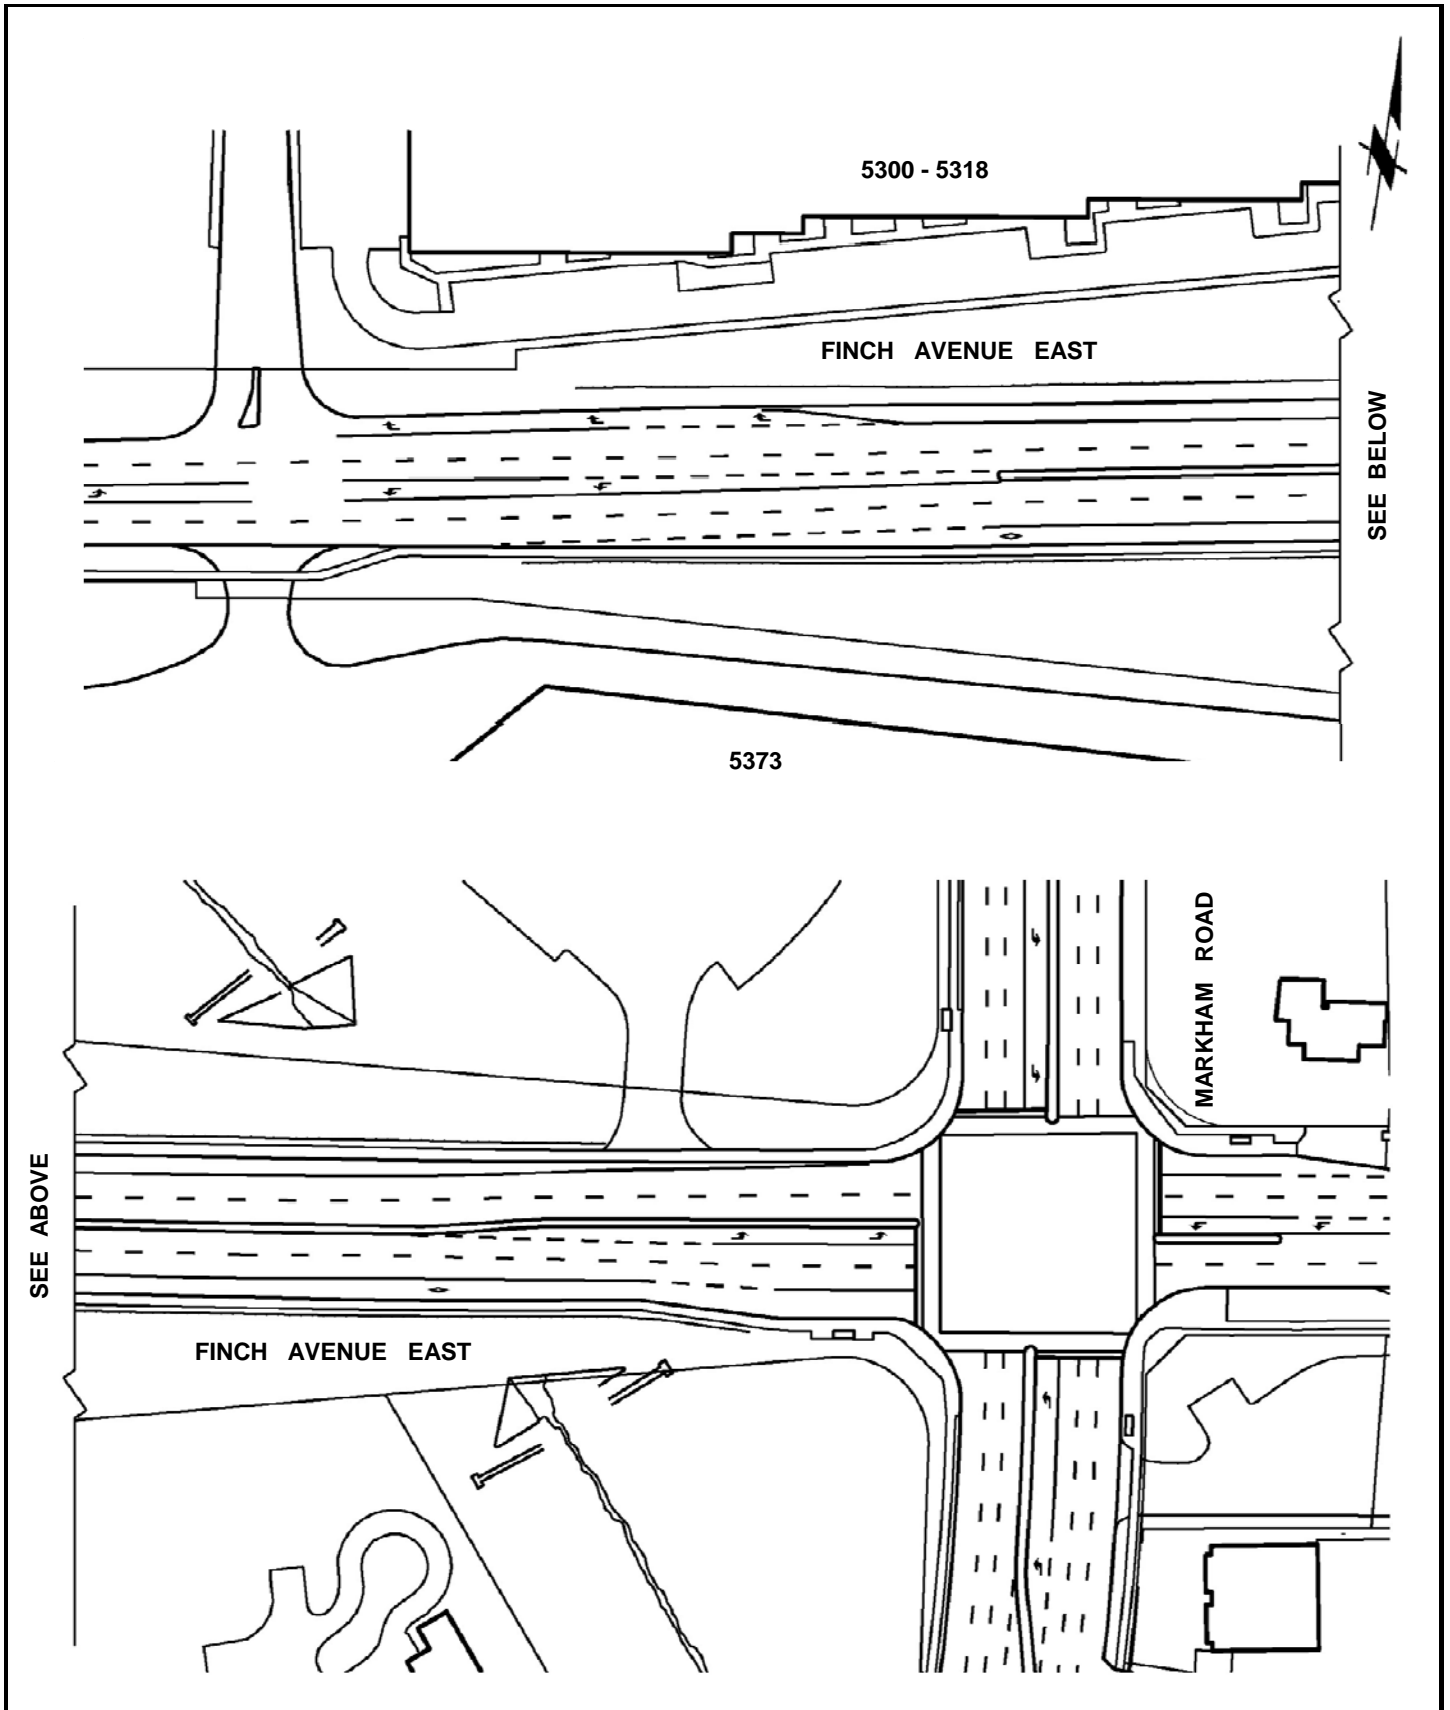 5300 - 5318
FINCH AVENUE EAST
SEE BELOW
5373
MARKHAM ROAD
SEE ABOVE
FINCH AVENUE EAST